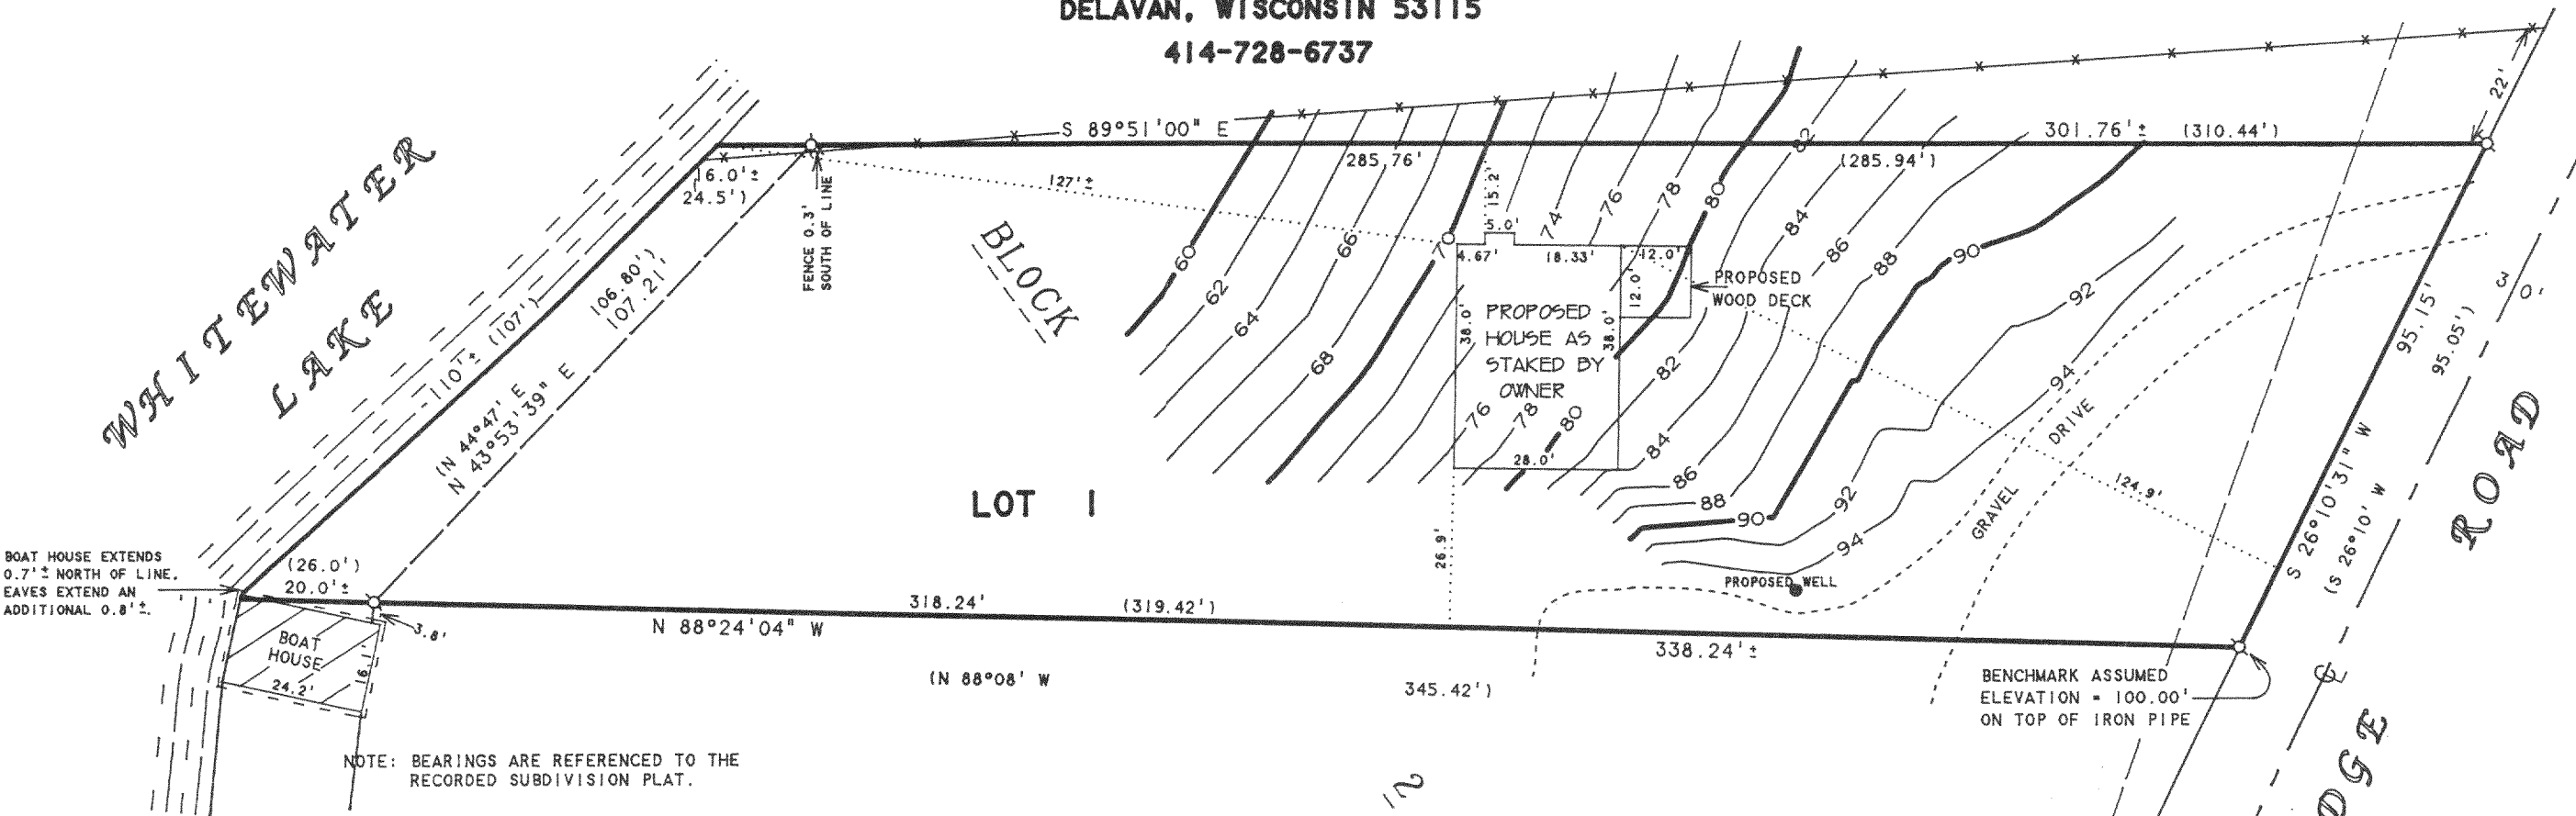 DELAVAN, WISCONSIN 53115
414-728-6737
WHITEWATER
LAKE
S 89°51'00" E
301.76'±
(310.44')
22'
285.76'
(285.94')
16.0'±
(24.5')
127'±
FENCE 0.3'
SOUTH OF LINE
BLOCK
106.80')
107.21'
110'±
(107')
(N 44°47' E
N 43°53'39" E
60
62
64
66
68
70
74
76
78
80
82
84
86
88
90
92
94
15.2'
5.0'
4.67'
18.33'
12.0'
12.0'
38.0'
38.0'
28.0'
PROPOSED
WOOD DECK
PROPOSED
HOUSE AS
STAKED BY
OWNER
76
78
80
82
84
86
88
90
92
94
26.9'
LOT 1
GRAVEL
DRIVE
124.9'
95.15'
95.05')
30'
S 26°10'31" W
(S 26°10' W
ROAD
PROPOSED WELL
BOAT HOUSE EXTENDS
0.7'± NORTH OF LINE.
EAVES EXTEND AN
ADDITIONAL 0.8'±.
(26.0')
20.0'±
3.8'
BOAT
HOUSE
24.2'
16.1'
318.24'
(319.42')
N 88°24'04" W
338.24'±
(N 88°08' W
345.42')
BENCHMARK ASSUMED
ELEVATION = 100.00'
ON TOP OF IRON PIPE
NOTE: BEARINGS ARE REFERENCED TO THE
RECORDED SUBDIVISION PLAT.
2
DGE